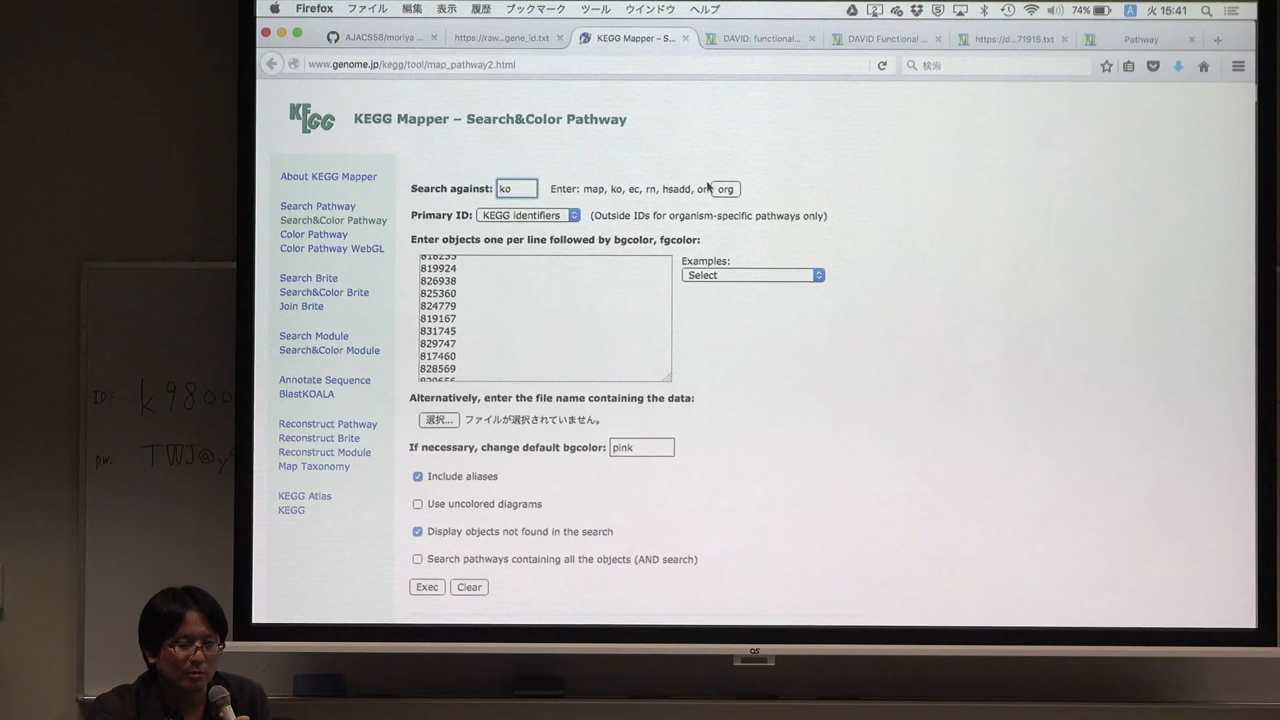 Firefox ファイル 編集 表示 履歴 ブックマーク ツール ウインドウ ヘルプ 74% A 火 15:41
AJACS58/moriya ... × https://raw...gene_id.txt × KEGG Mapper – S... × DAVID: functional... × DAVID Functional ... × https://d...71915.txt × Pathway × +
www.genome.jp/kegg/tool/map_pathway2.html 検索
KEGG KEGG Mapper – Search&Color Pathway
About KEGG Mapper
Search Pathway
Search&Color Pathway
Color Pathway
Color Pathway WebGL
Search Brite
Search&Color Brite
Join Brite
Search Module
Search&Color Module
Annotate Sequence
BlastKOALA
Reconstruct Pathway
Reconstruct Brite
Reconstruct Module
Map Taxonomy
KEGG Atlas
KEGG
Search against: ko Enter: map, ko, ec, rn, hsadd, or org
Primary ID: KEGG identifiers (Outside IDs for organism-specific pathways only)
Enter objects one per line followed by bgcolor, fgcolor:
819924
826938
825360
824779
819167
831745
829747
817460
828569
Examples:
Select
Alternatively, enter the file name containing the data:
選択... ファイルが選択されていません。
If necessary, change default bgcolor: pink
Include aliases
Use uncolored diagrams
Display objects not found in the search
Search pathways containing all the objects (AND search)
Exec Clear
ID: k9800
pw. TWJ@y